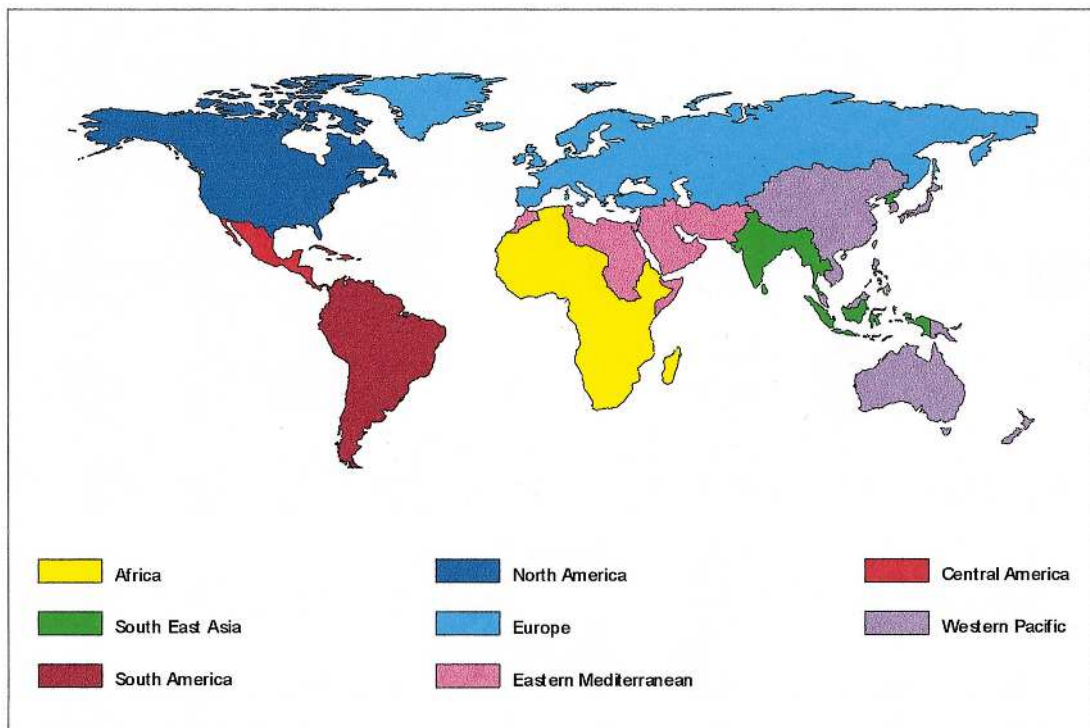 Africa
North America
Central America
South East Asia
Europe
Western Pacific
South America
Eastern Mediterranean